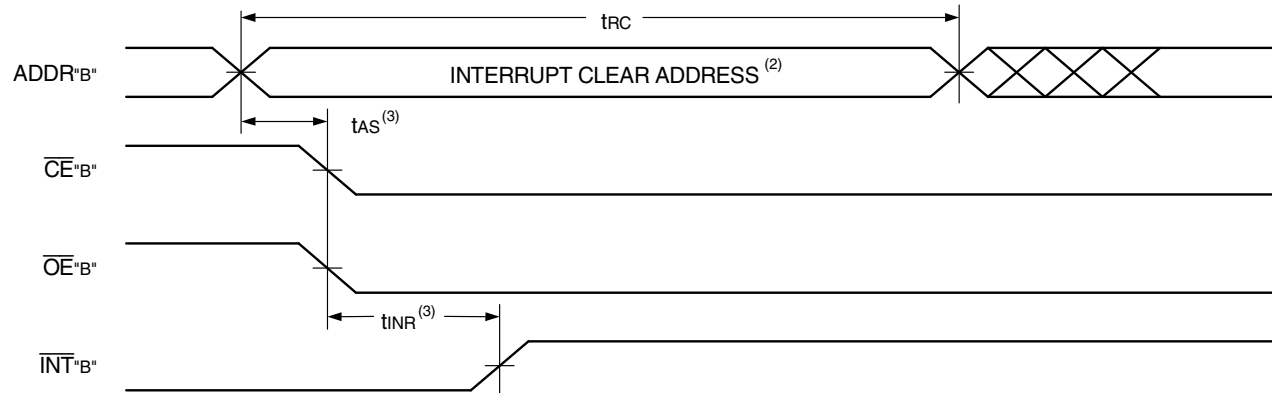 tRC
ADDR"B"
INTERRUPT CLEAR ADDRESS (2)
tAS(3)
CE"B"
OE"B"
tINR(3)
INT"B"